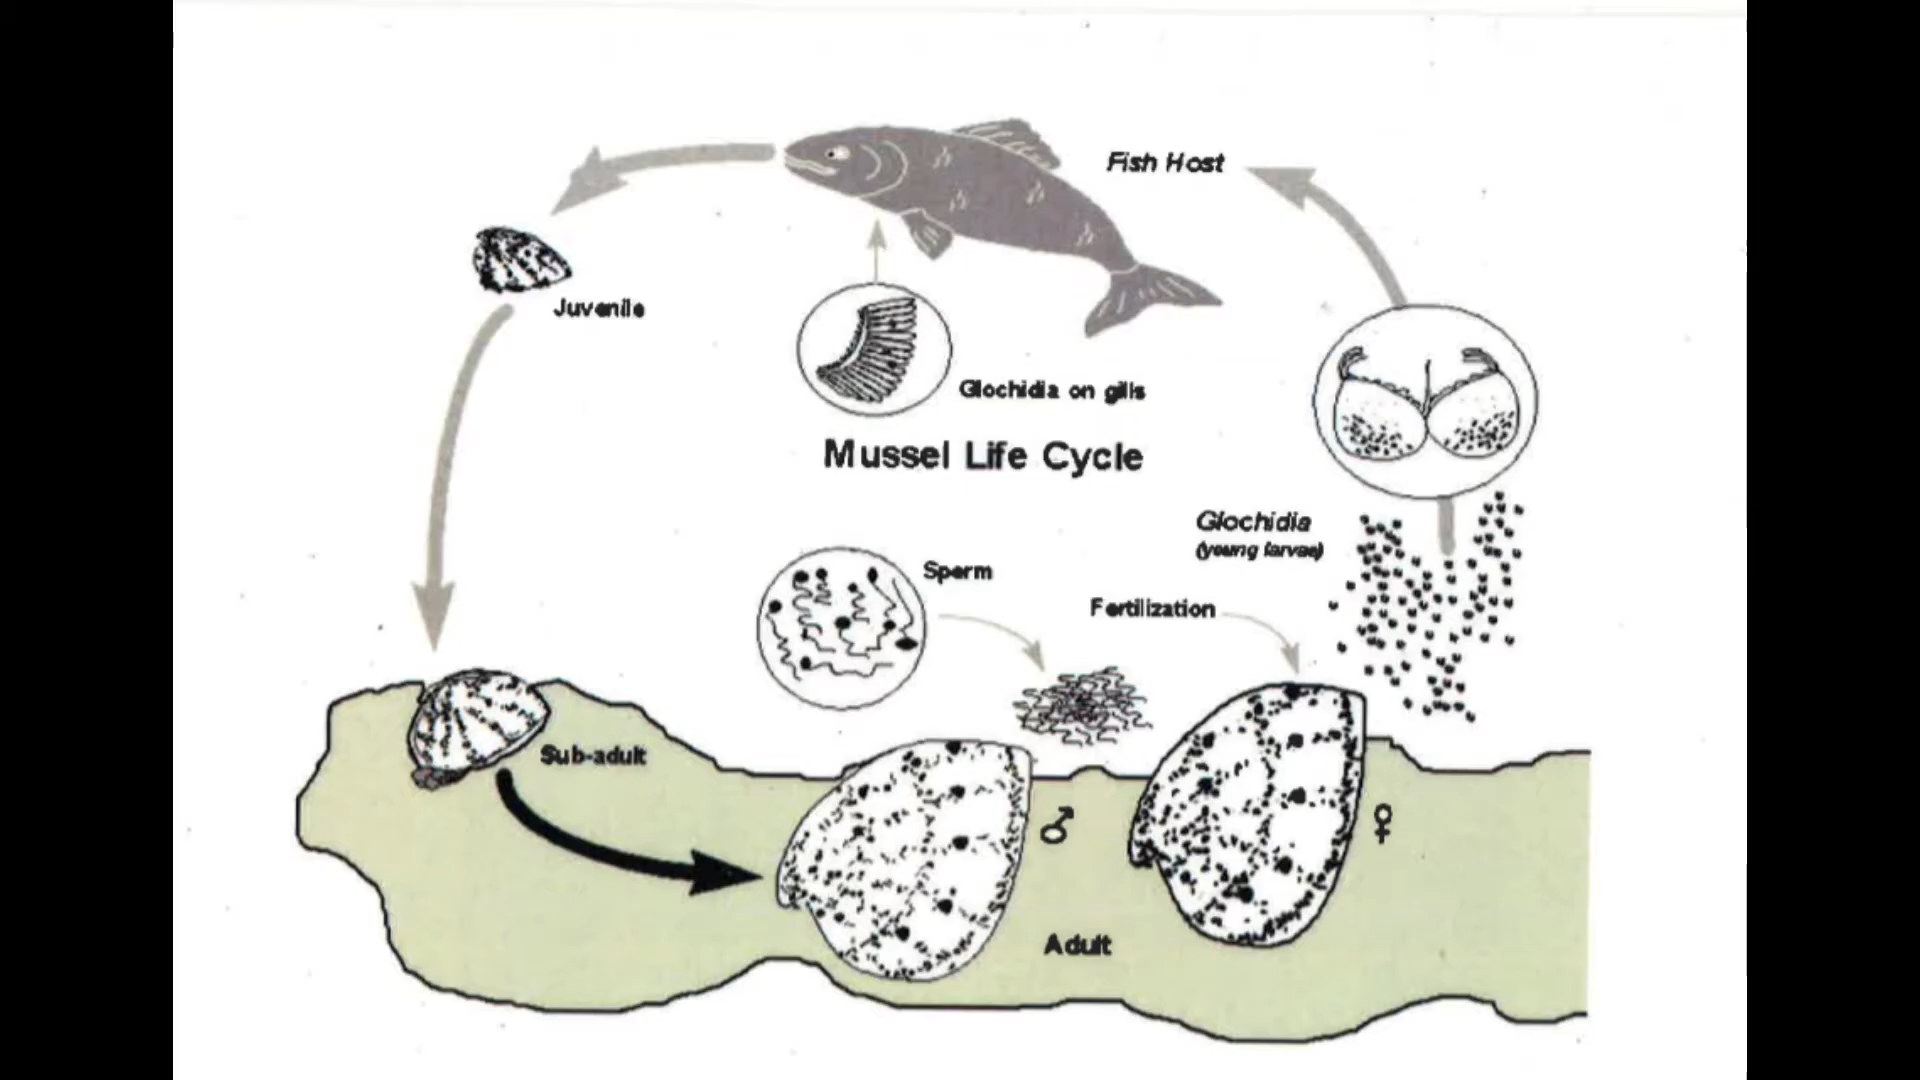 Fish Host
Juvenile
Glochidia on gills
Mussel Life Cycle
Glochidia
(young larvae)
Sperm
Fertilization
Sub-adult
♂
♀
Adult